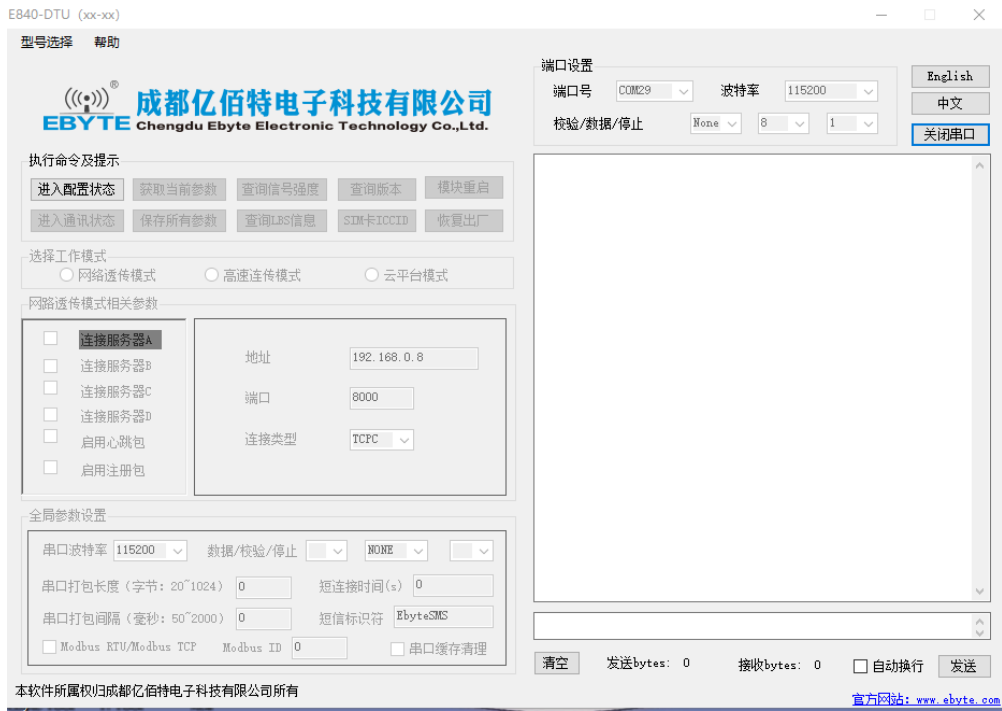 E840-DTU (xx-xx)
型号选择 帮助
®
成都亿佰特电子科技有限公司
EBYTE Chengdu Ebyte Electronic Technology Co.,Ltd.
端口设置
端口号 COM29 波特率 115200
校验/数据/停止 None 8 1
English
中文
关闭串口
执行命令及提示
进入配置状态 获取当前参数 查询信号强度 查询版本 模块重启
进入通讯状态 保存所有参数 查询LBS信息 SIM卡ICCID 恢复出厂
选择工作模式
网络透传模式 高速连传模式 云平台模式
网路透传模式相关参数
连接服务器A
连接服务器B
连接服务器C
连接服务器D
启用心跳包
启用注册包
地址 192.168.0.8
端口 8000
连接类型 TCPC
全局参数设置
串口波特率 115200 数据/校验/停止 NONE
串口打包长度(字节: 20~1024) 0 短连接时间(s) 0
串口打包间隔(毫秒: 50~2000) 0 短信标识符 EbyteSMS
Modbus RTU/Modbus TCP Modbus ID 0 串口缓存清理
清空 发送bytes: 0 接收bytes: 0 自动换行 发送
本软件所属权归成都亿佰特电子科技有限公司所有
官方网站: www.ebyte.com